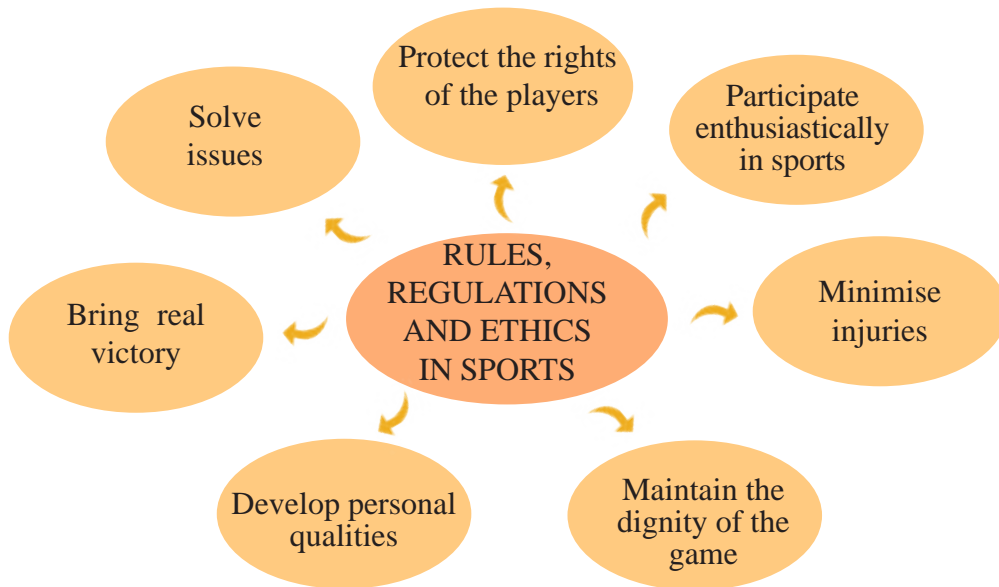 Protect the rights
of the players
Participate
enthusiastically
in sports
Solve
issues
RULES,
REGULATIONS
AND ETHICS
IN SPORTS
Minimise
injuries
Bring real
victory
Develop personal
qualities
Maintain the
dignity of the
game